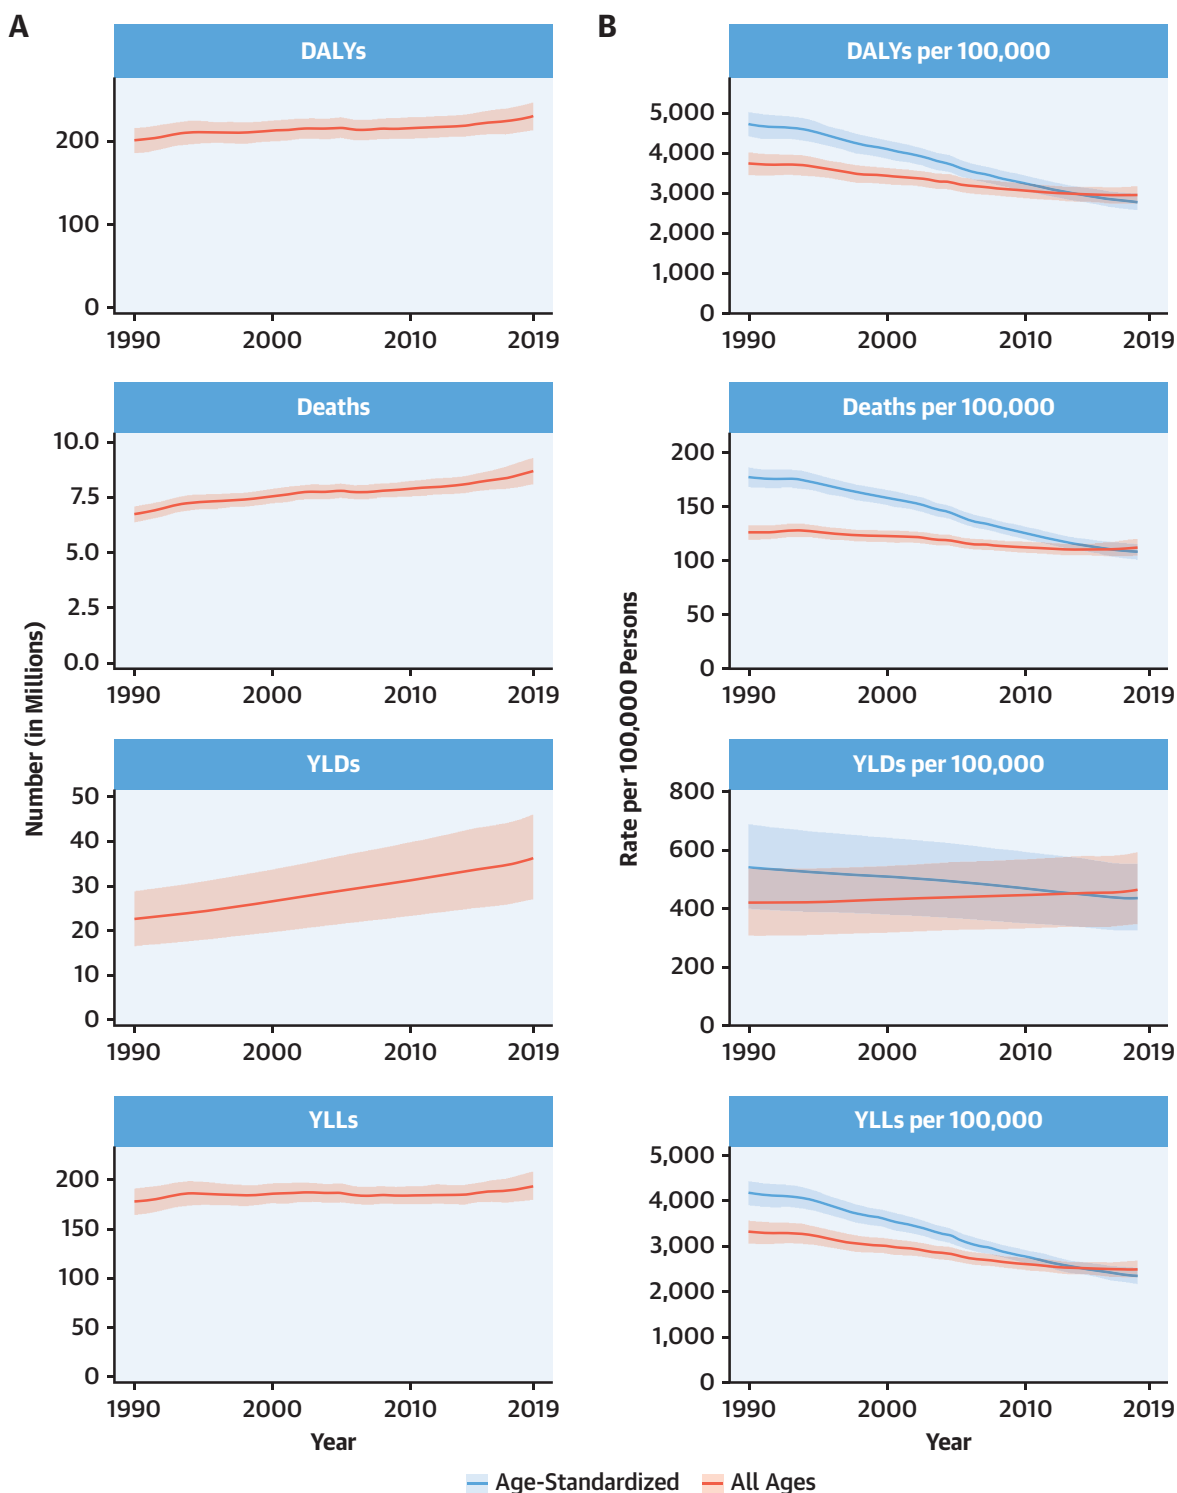 A
DALYs
200
100
0
1990 2000 2010 2019
Deaths
10.0
7.5
5.0
2.5
0.0
1990 2000 2010 2019
YLDs
50
40
30
20
10
0
1990 2000 2010 2019
YLLs
200
150
100
50
0
1990 2000 2010 2019
Year
Number (in Millions)
B
DALYs per 100,000
5,000
4,000
3,000
2,000
1,000
0
1990 2000 2010 2019
Deaths per 100,000
200
150
100
50
0
1990 2000 2010 2019
YLDs per 100,000
800
600
400
200
0
1990 2000 2010 2019
YLLs per 100,000
5,000
4,000
3,000
2,000
1,000
0
1990 2000 2010 2019
Year
Rate per 100,000 Persons
Age-Standardized All Ages